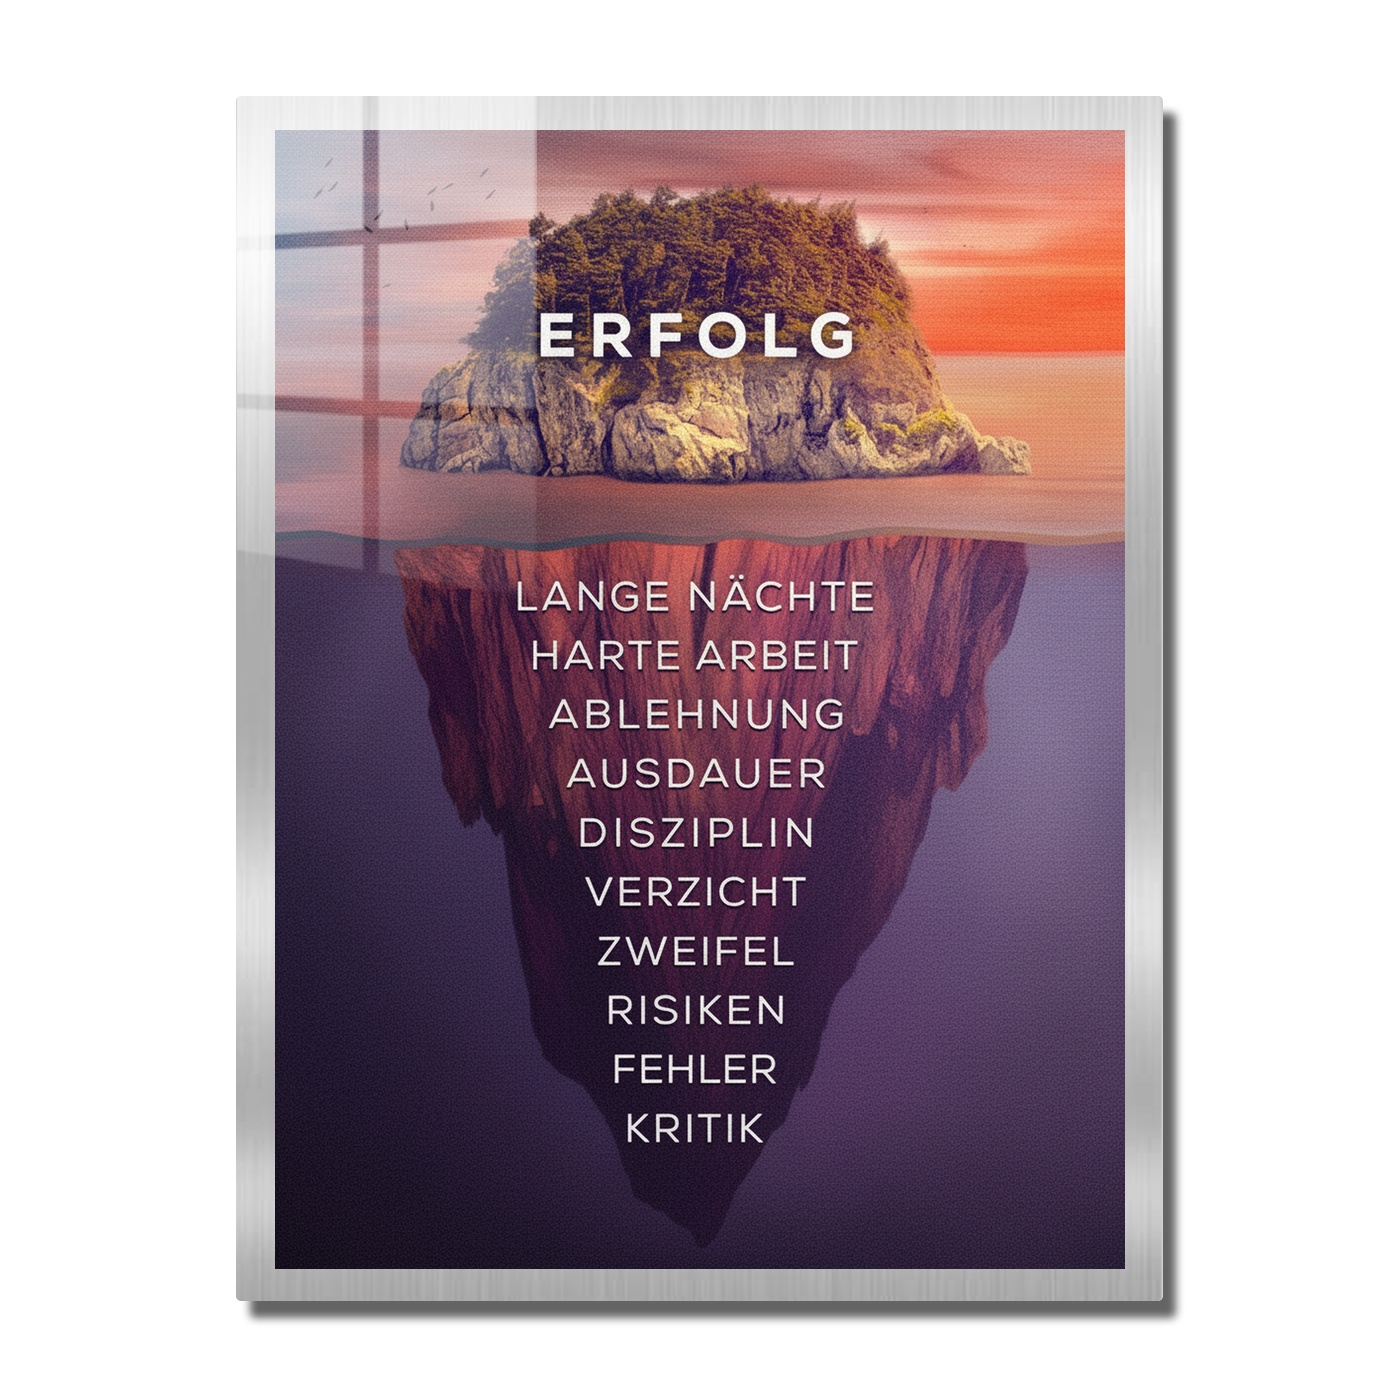 ERFOLG
LANGE NÄCHTE
HARTE ARBEIT
ABLEHNUNG
AUSDAUER
DISZIPLIN
VERZICHT
ZWEIFEL
RISIKEN
FEHLER
KRITIK